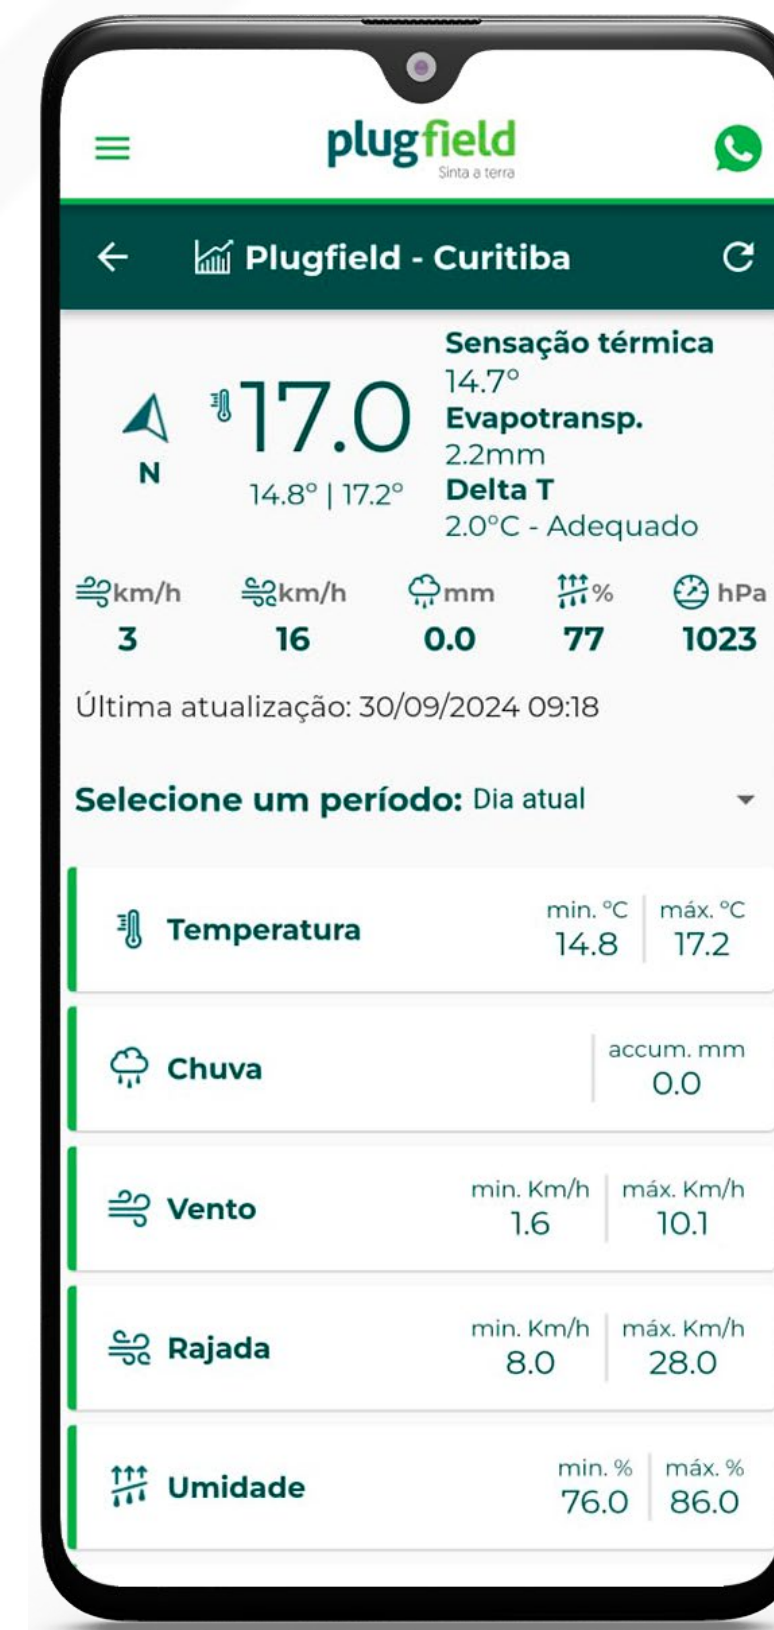 plugfield
Sinta a terra
Plugfield - Curitiba
Sensação térmica
14.7°
Evapotransp.
2.2mm
Delta T
2.0°C - Adequado
17.0
14.8° | 17.2°
N
km/h km/h mm % hPa
3 16 0.0 77 1023
Última atualização: 30/09/2024 09:18
Selecione um período: Dia atual
Temperatura
min. °C máx. °C
14.8 17.2
Chuva
accum. mm
0.0
Vento
min. Km/h máx. Km/h
1.6 10.1
Rajada
min. Km/h máx. Km/h
8.0 28.0
Umidade
min. % máx. %
76.0 86.0